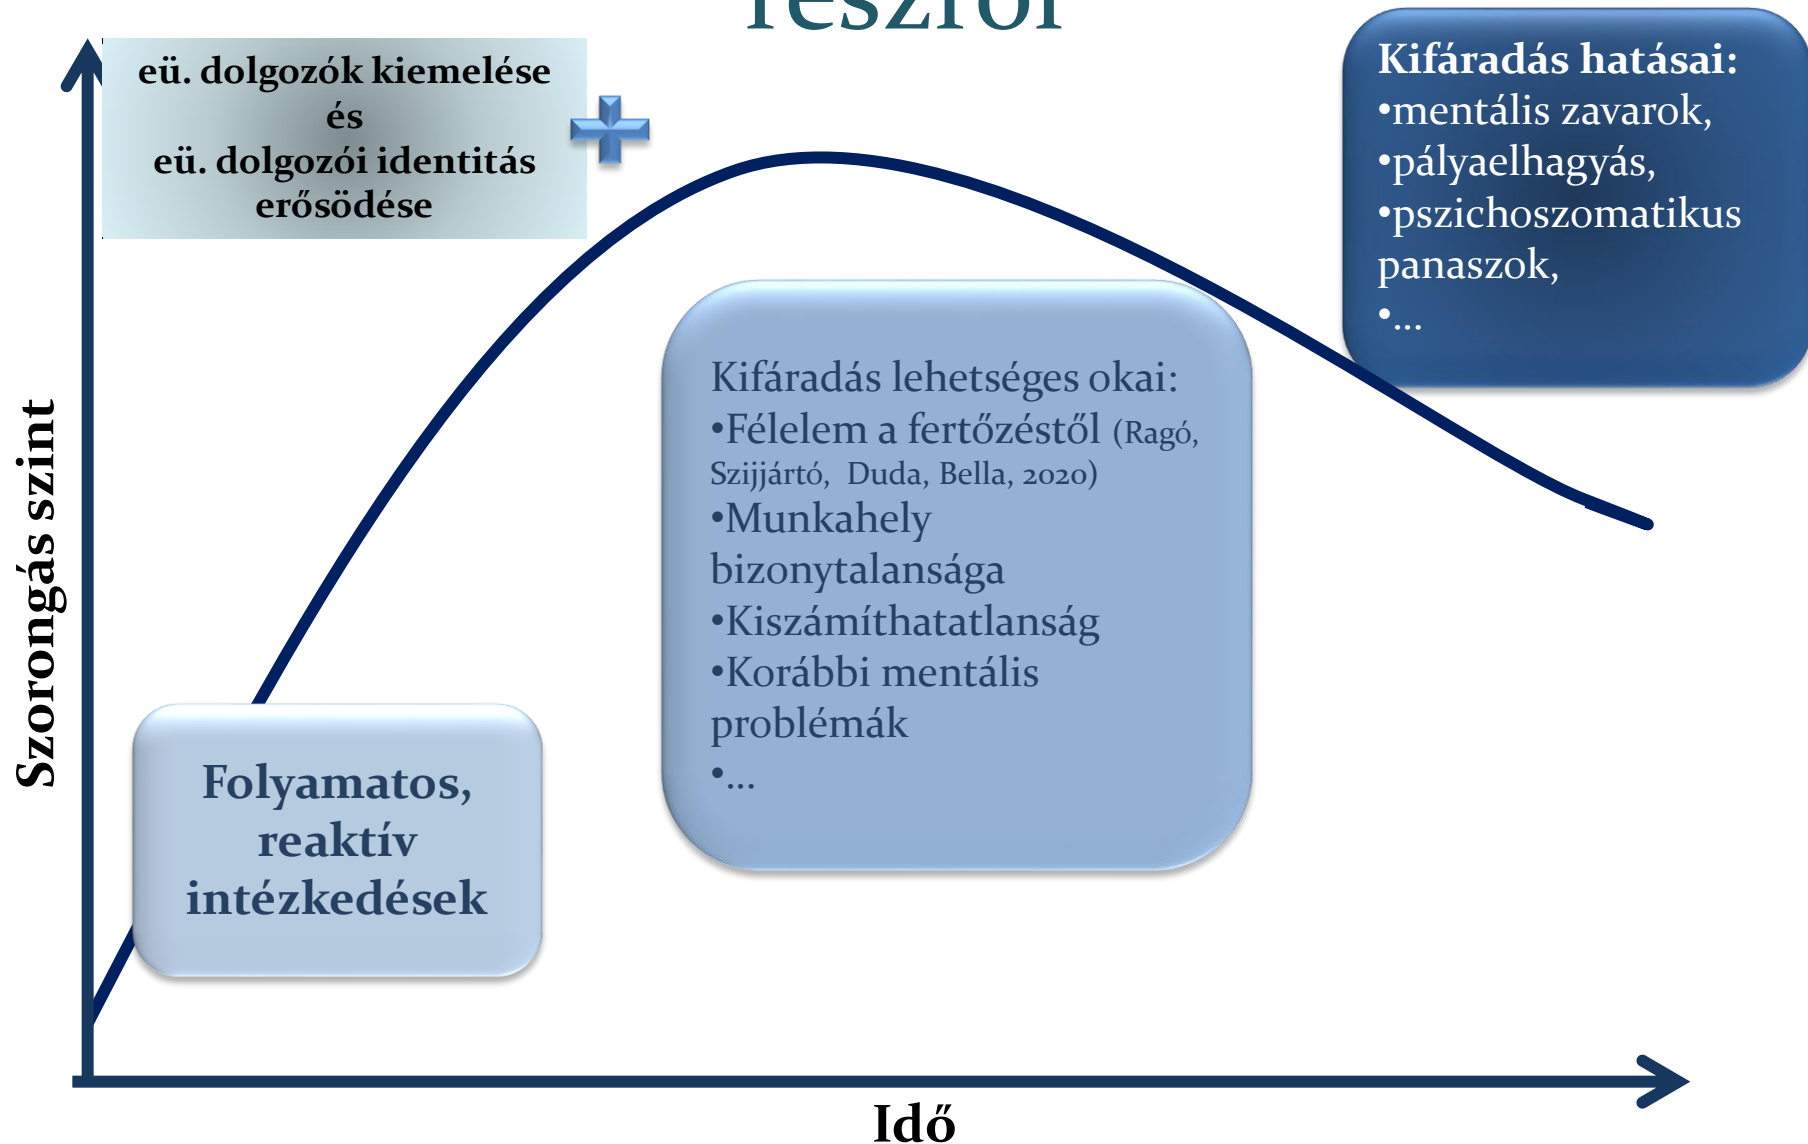 részről
eü. dolgozók kiemelése
és
eü. dolgozói identitás
erősödése
Kifáradás hatásai:
•mentális zavarok,
•pályaelhagyás,
•pszichoszomatikus
panaszok,
•...
Kifáradás lehetséges okai:
•Félelem a fertőzéstől (Ragó,
Szijjártó, Duda, Bella, 2020)
•Munkahely
bizonytalansága
•Kiszámíthatatlanság
•Korábbi mentális
problémák
•...
Folyamatos,
reaktív
intézkedések
Szorongás szint
Idő